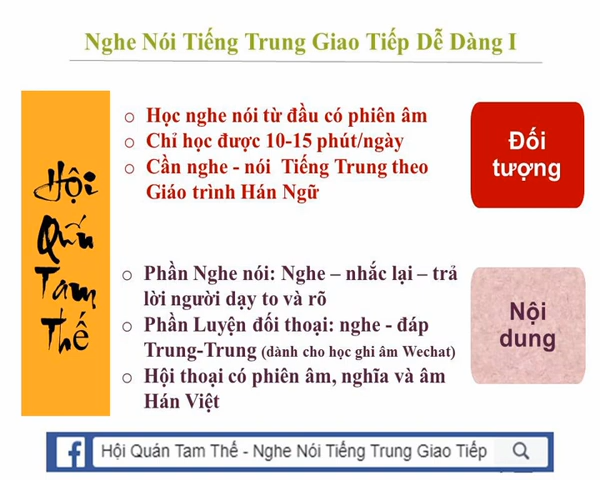 Nghe Nói Tiếng Trung Giao Tiếp Dễ Dàng I
Hội
Quán
Tam
Thế
o Học nghe nói từ đầu có phiên âm
o Chỉ học được 10-15 phút/ngày
o Cần nghe - nói Tiếng Trung theo
Giáo trình Hán Ngữ
Đối
tượng
o Phần Nghe nói: Nghe – nhắc lại – trả
lời người dạy to và rõ
o Phần Luyện đối thoại: nghe - đáp
Trung-Trung (dành cho học ghi âm Wechat)
o Hội thoại có phiên âm, nghĩa và âm
Hán Việt
Nội
dung
f Hội Quán Tam Thế - Nghe Nói Tiếng Trung Giao Tiếp